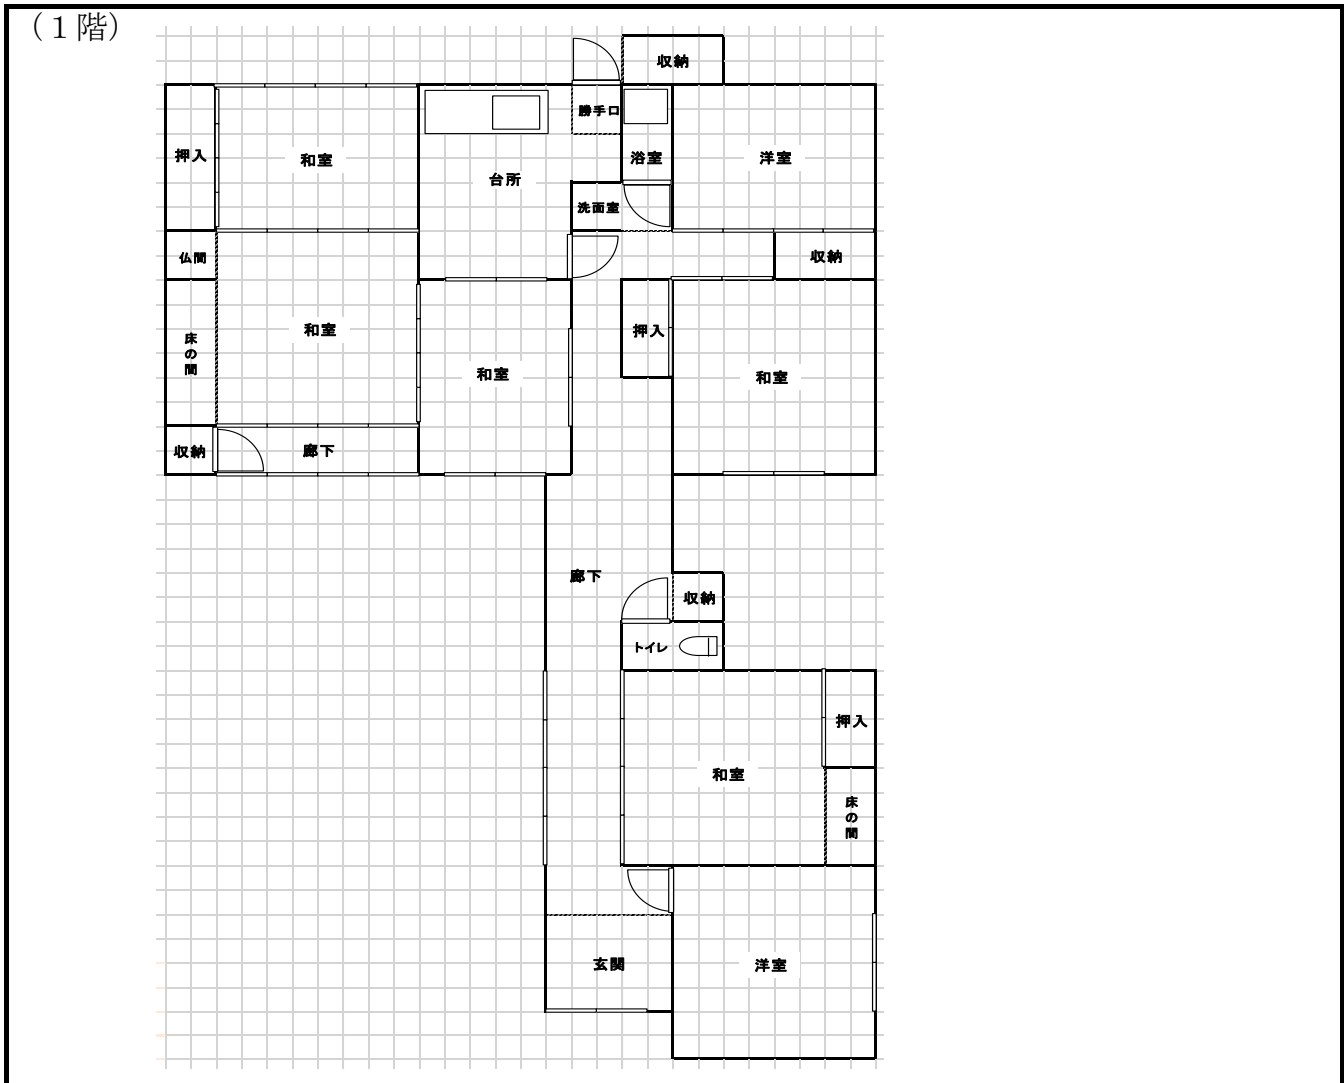 （１階）
収納
勝手口
押入
和室
浴室
洋室
台所
洗面室
仏間
収納
床の間
和室
押入
和室
和室
収納
廊下
廊下
収納
トイレ
押入
和室
床の間
玄関
洋室